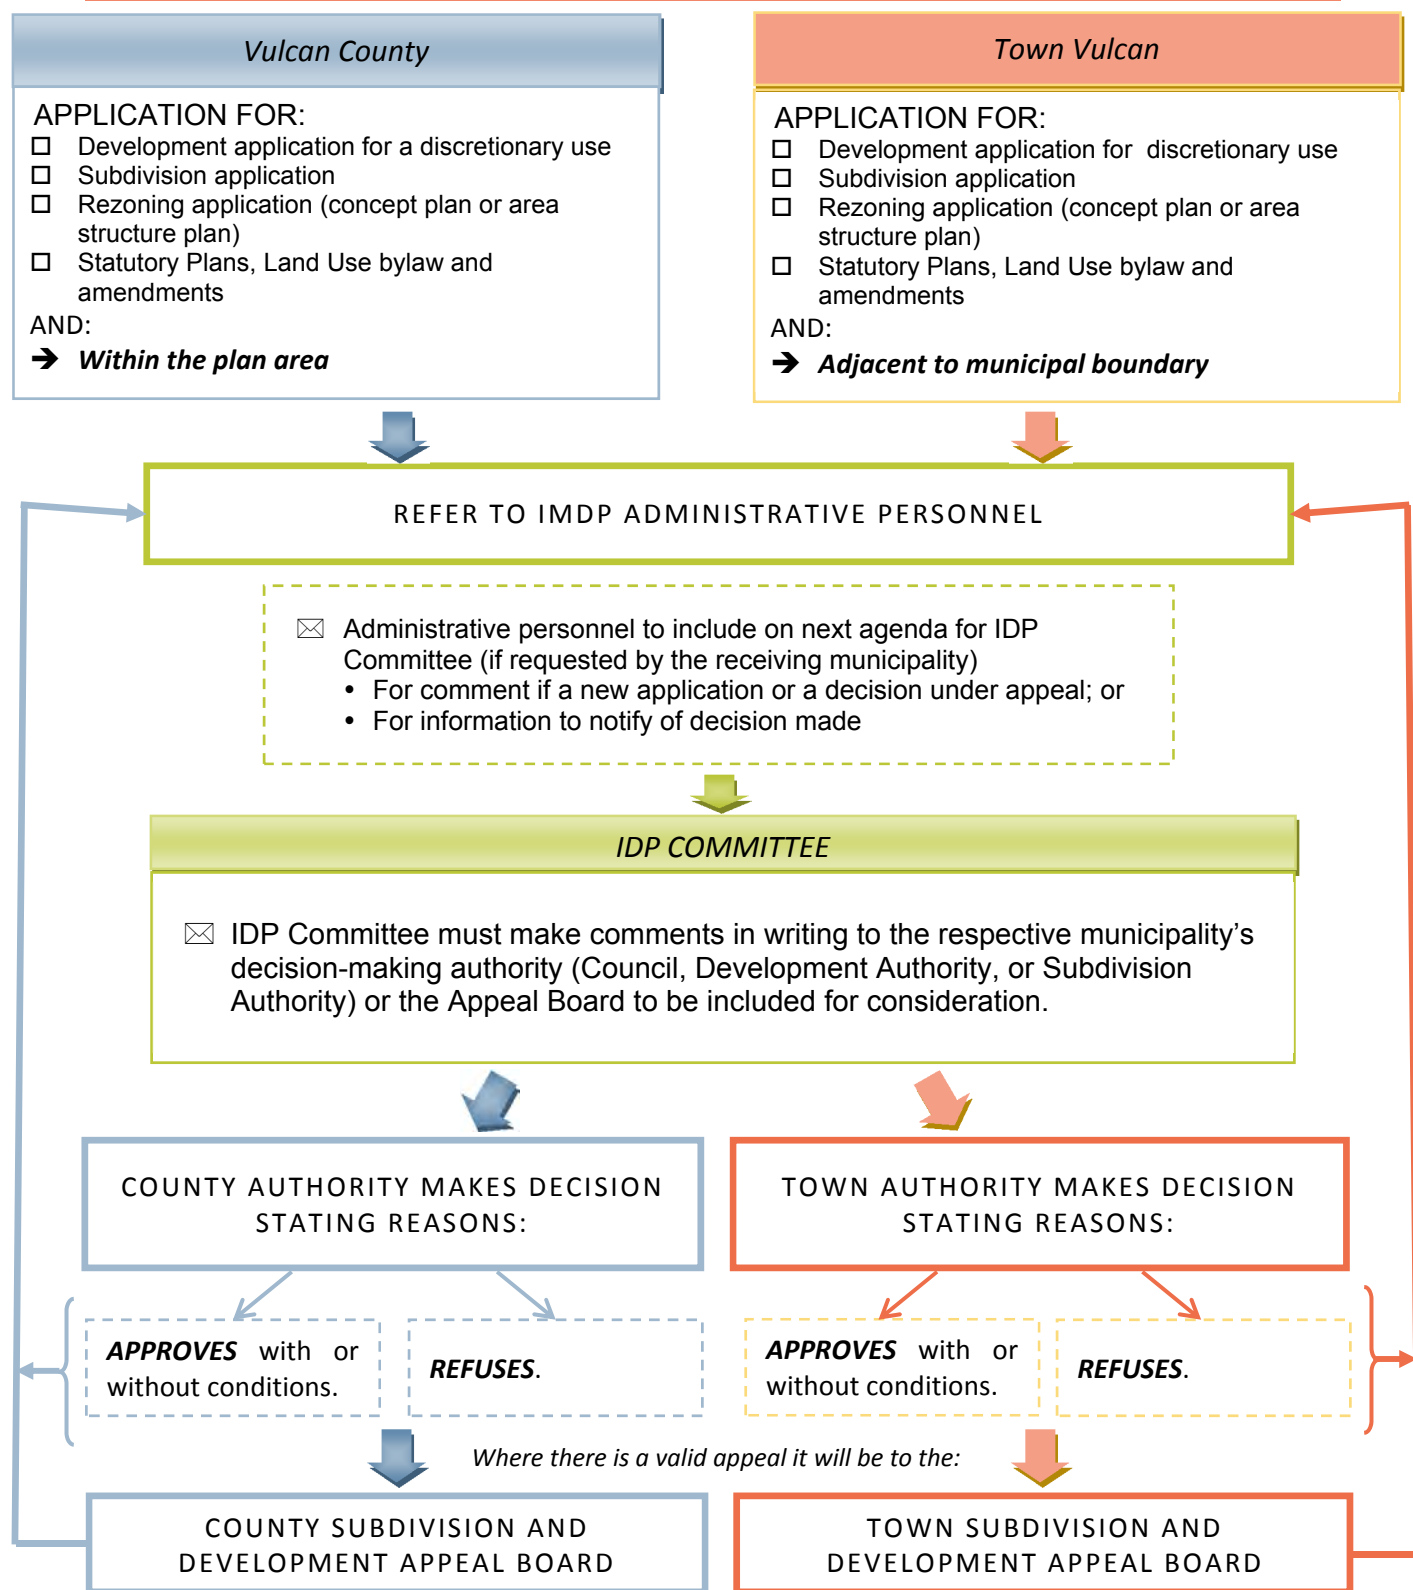 Vulcan County
APPLICATION FOR:
☐ Development application for a discretionary use
☐ Subdivision application
☐ Rezoning application (concept plan or area
structure plan)
☐ Statutory Plans, Land Use bylaw and
amendments
AND:
➔ Within the plan area
Town Vulcan
APPLICATION FOR:
☐ Development application for discretionary use
☐ Subdivision application
☐ Rezoning application (concept plan or area
structure plan)
☐ Statutory Plans, Land Use bylaw and
amendments
AND:
➔ Adjacent to municipal boundary
REFER TO IMDP ADMINISTRATIVE PERSONNEL
Administrative personnel to include on next agenda for IDP
Committee (if requested by the receiving municipality)
• For comment if a new application or a decision under appeal; or
• For information to notify of decision made
IDP COMMITTEE
IDP Committee must make comments in writing to the respective municipality's
decision-making authority (Council, Development Authority, or Subdivision
Authority) or the Appeal Board to be included for consideration.
COUNTY AUTHORITY MAKES DECISION
STATING REASONS:
TOWN AUTHORITY MAKES DECISION
STATING REASONS:
APPROVES with or
without conditions.
REFUSES.
APPROVES with or
without conditions.
REFUSES.
Where there is a valid appeal it will be to the:
COUNTY SUBDIVISION AND
DEVELOPMENT APPEAL BOARD
TOWN SUBDIVISION AND
DEVELOPMENT APPEAL BOARD